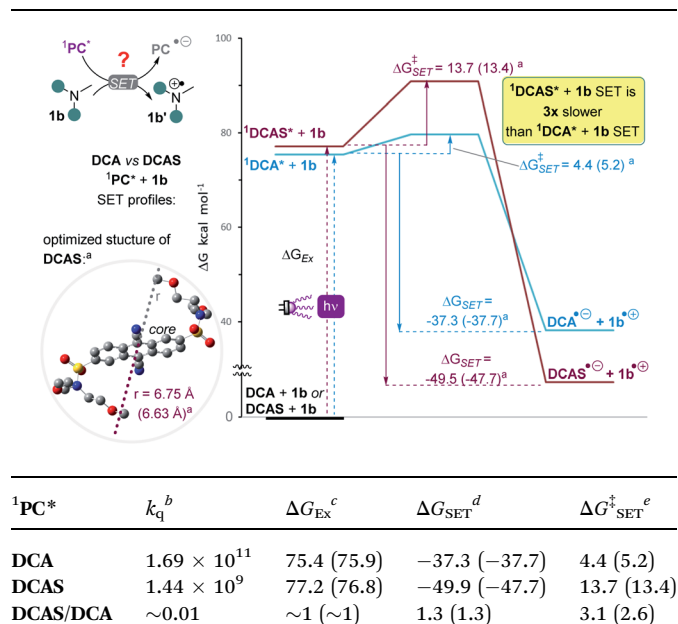 ¹PC*
?
PC•⊖
SET
N
N
1b
1b'
DCA vs DCAS
¹PC* + 1b
SET profiles:
optimized stucture of
DCAS:ᵃ
r
core
r = 6.75 Å
(6.63 Å)ᵃ
ΔG kcal mol⁻¹
100
80
60
40
0
ΔG‡SET = 13.7 (13.4) ᵃ
¹DCAS* + 1b SET is
3x slower
than ¹DCA* + 1b SET
¹DCAS* + 1b
¹DCA* + 1b
ΔG‡SET = 4.4 (5.2) ᵃ
ΔGEx
hν
ΔGSET =
-37.3 (-37.7)ᵃ
DCA•⊖ + 1b•⊕
ΔGSET =
-49.5 (-47.7)ᵃ
DCAS•⊖ + 1b•⊕
DCA + 1b or
DCAS + 1b
¹PC* kqᵇ ΔGExᶜ ΔGSETᵈ ΔG‡SETᵉ
DCA 1.69 × 10¹¹ 75.4 (75.9) −37.3 (−37.7) 4.4 (5.2)
DCAS 1.44 × 10⁹ 77.2 (76.8) −49.9 (−47.7) 13.7 (13.4)
DCAS/DCA ∼0.01 ∼1 (∼1) 1.3 (1.3) 3.1 (2.6)